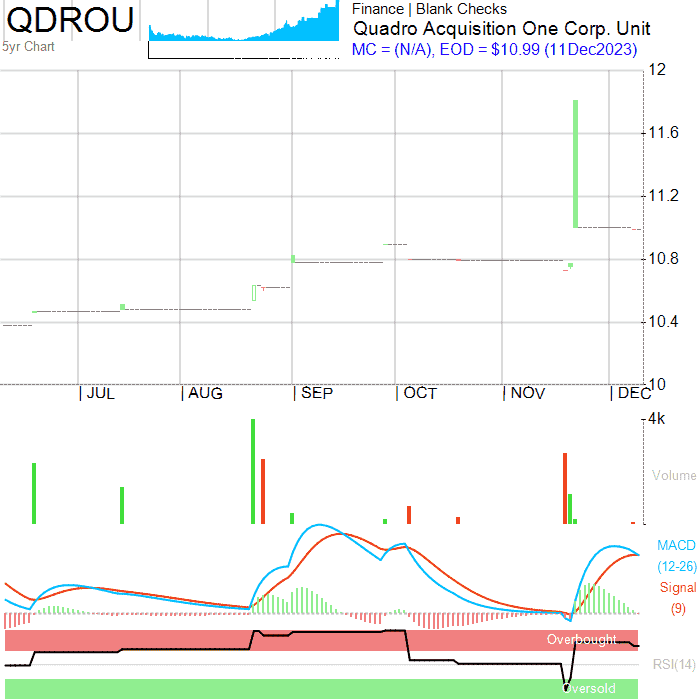 QDROU
Finance | Blank Checks
Quadro Acquisition One Corp. Unit
MC = (N/A), EOD = $10.99 (11Dec2023)
5yr Chart
12
11.6
11.2
10.8
10.4
10
|JUL |AUG |SEP |OCT |NOV |DEC
4k
Volume
MACD
(12-26)
Signal
(9)
Overbought
RSI(14)
Oversold